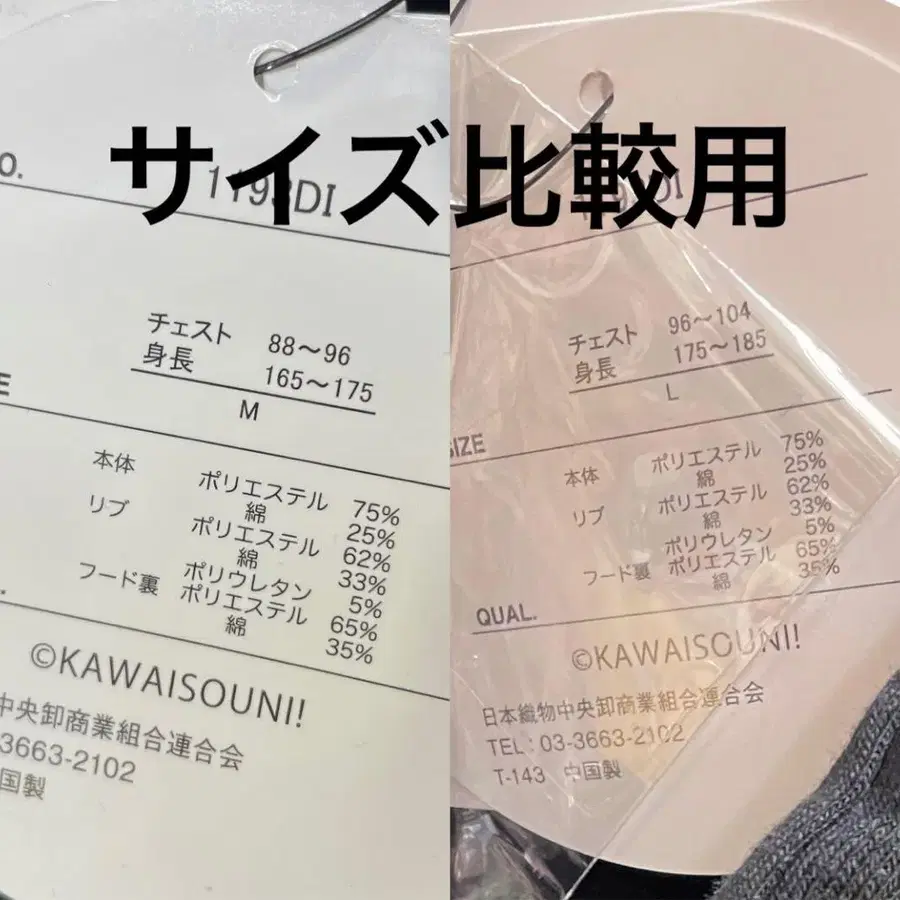 サイズ比較用
O.
1193DI
チェスト 88～96
身長 165～175
M
本体 ポリエステル 75%
綿 25%
リブ ポリエステル 62%
綿 33%
ポリウレタン 5%
フード裏 ポリエステル 65%
綿 35%
©KAWAISOUNI!
中央卸商業組合連合会
3663-2102
国製
チェスト 96～104
身長 175～185
L
SIZE
本体 ポリエステル 75%
綿 25%
リブ ポリエステル 62%
綿 33%
ポリウレタン 5%
フード裏 ポリエステル 65%
綿 35%
QUAL.
©KAWAISOUNI!
日本織物中央卸商業組合連合会
TEL：03-3663-2102
T-143 中国製